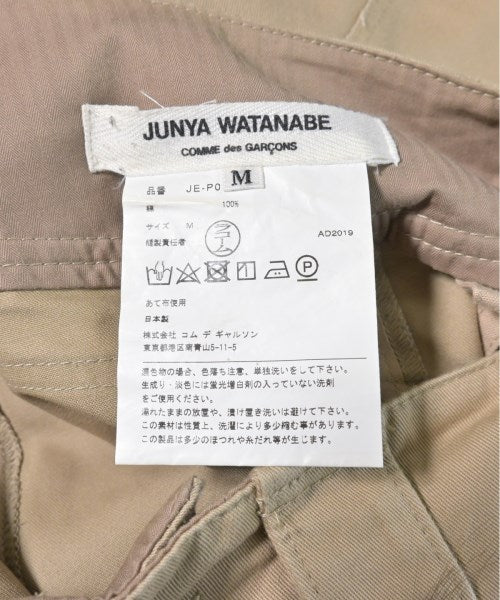 JUNYA WATANABE
COMME des GARÇONS
M
品番 JE-P0
綿 100%
サイズ M
縫製責任者 AD2019
あて布使用
日本製
株式会社 コム デ ギャルソン
東京都港区南青山5-11-5
濃色物の場合、色落ち注意、単独洗いをして下さい。
生成り・淡色には蛍光増白剤の入っていない洗剤
をご使用下さい。
濡れたままの放置や、漬け置き洗いは避けて下さい。
この素材は性質上、洗濯により多少縮む事があります。
この製品は多少のほつれや糸だれ等が生じます。